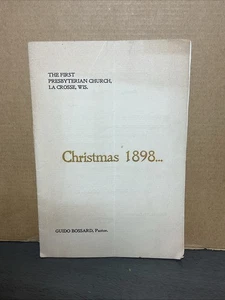 THE FIRST
PRESBYTERIAN CHURCH,
LA CROSSE, WIS.
Christmas 1898...
GUIDO BOSSARD, Pastor.